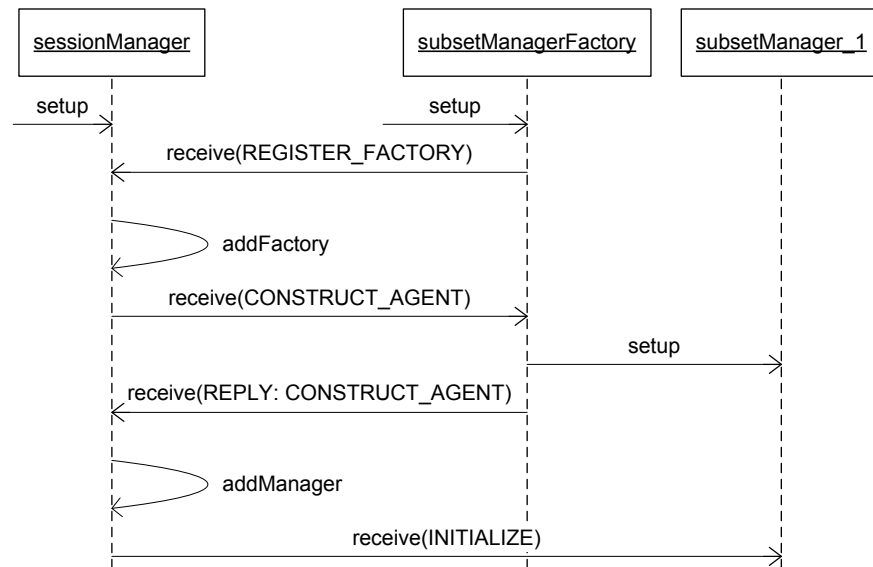 sessionManager
subsetManagerFactory
subsetManager_1
setup
setup
receive(REGISTER_FACTORY)
addFactory
receive(CONSTRUCT_AGENT)
setup
receive(REPLY: CONSTRUCT_AGENT)
addManager
receive(INITIALIZE)